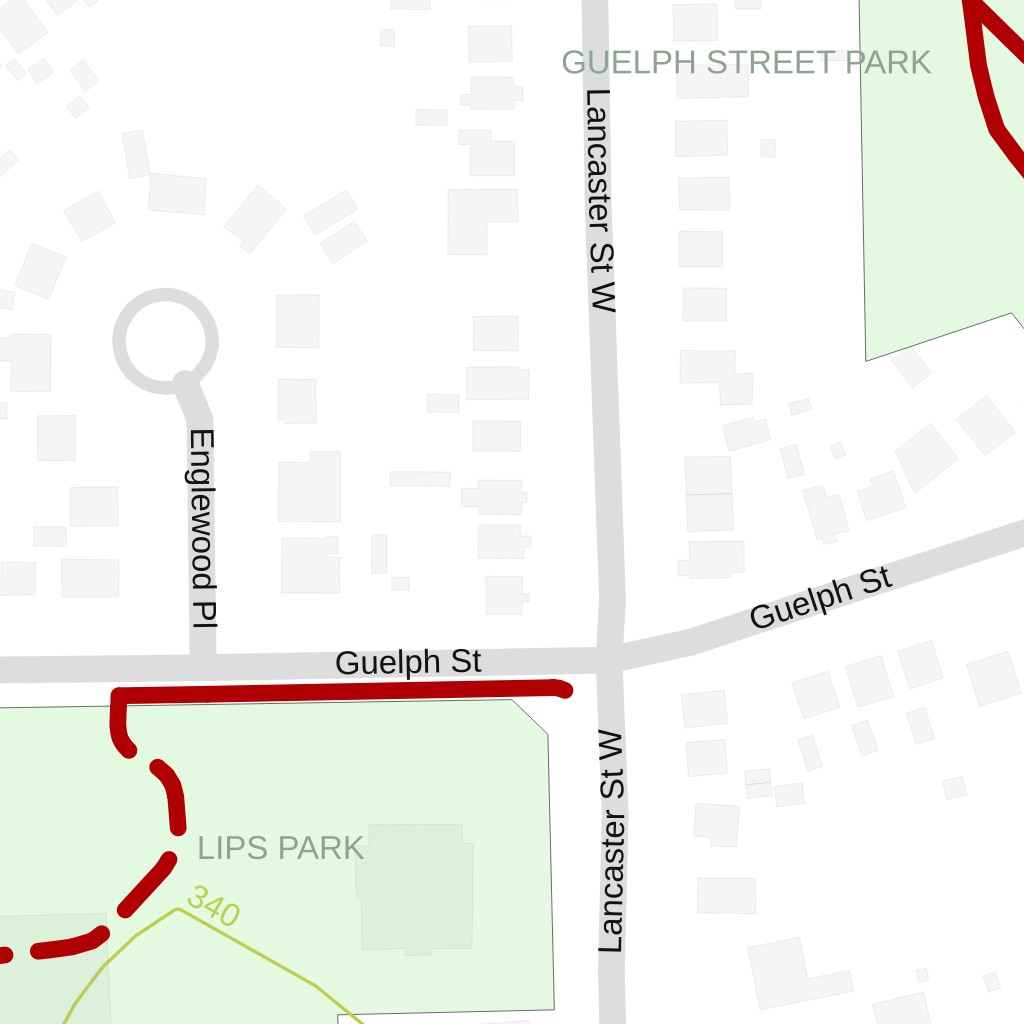 GUELPH STREET PARK
Lancaster St W
Englewood Pl
Guelph St
Guelph St
Lancaster St W
LIPS PARK
340